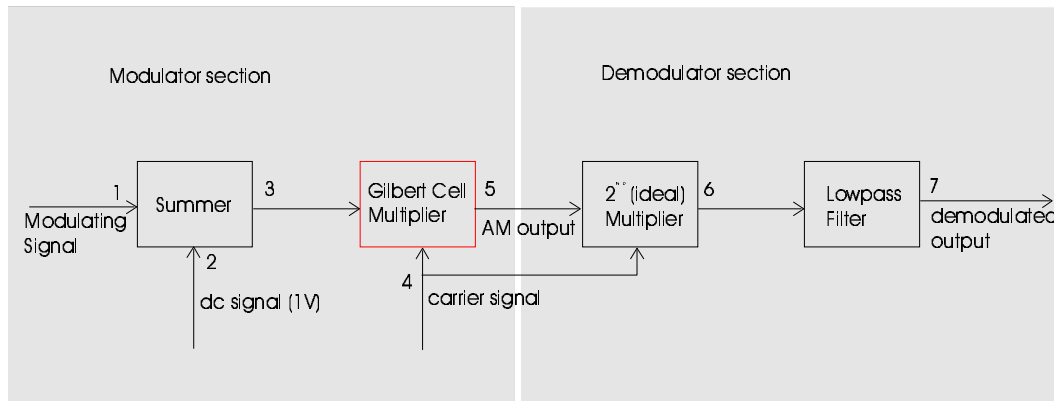 Modulator section
Demodulator section
1
Modulating
Signal
Summer
2
dc signal (1V)
3
Gilbert Cell
Multiplier
4
carrier signal
5
AM output
2 (ideal)
Multiplier
6
Lowpass
Filter
7
demodulated
output